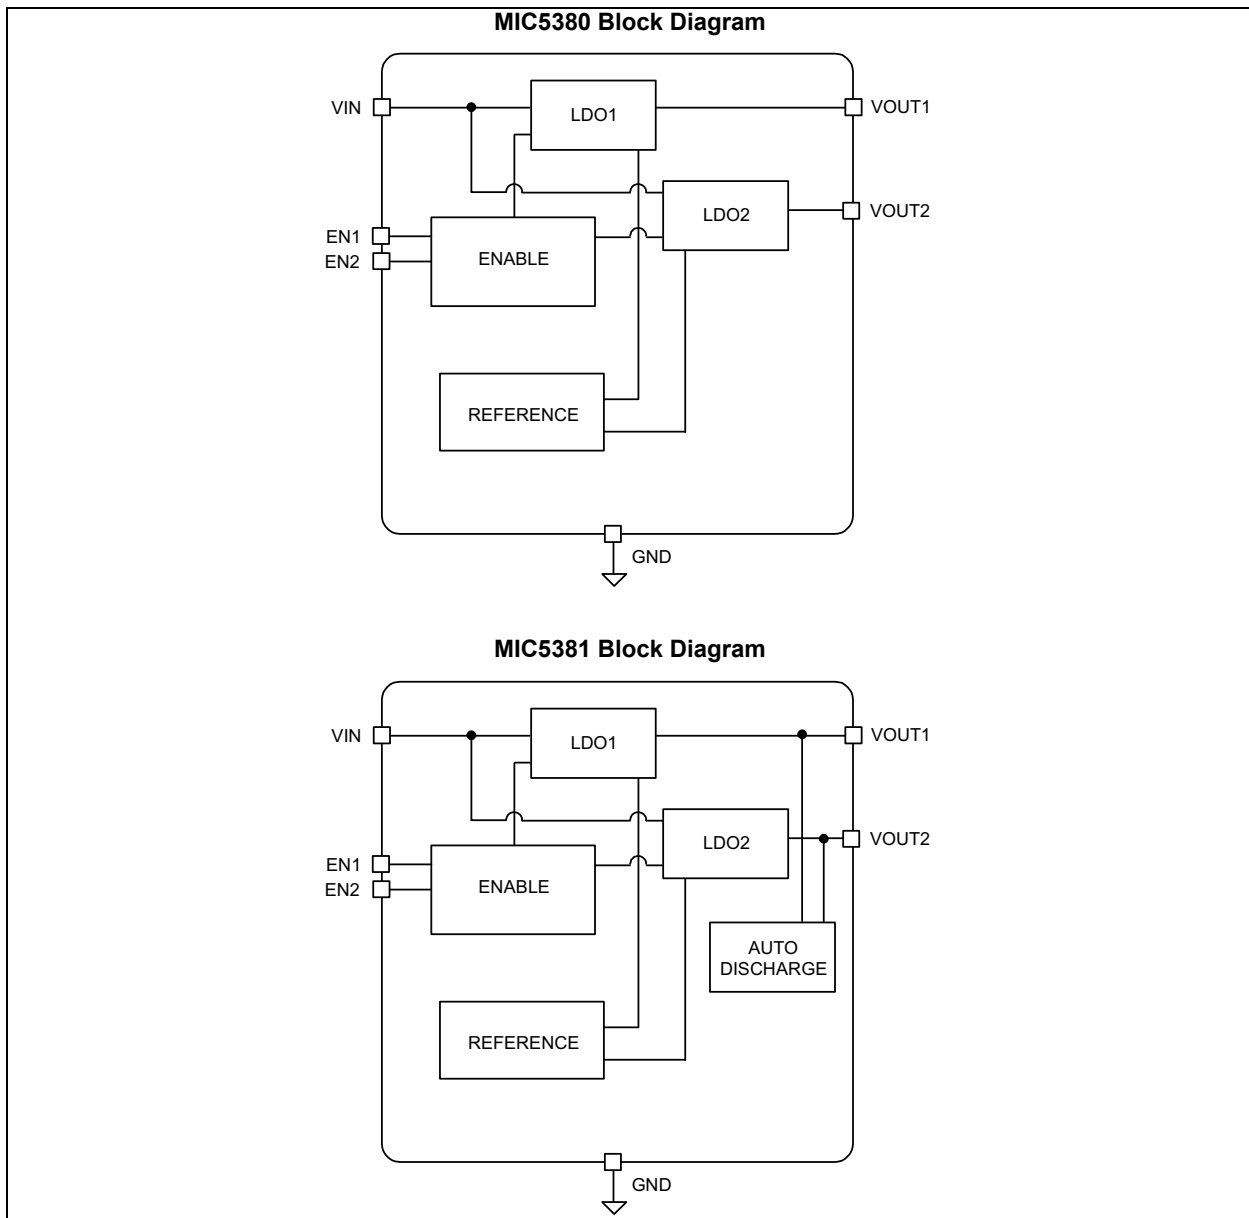 MIC5380 Block Diagram
VIN
LDO1
VOUT1
LDO2
VOUT2
EN1
EN2
ENABLE
REFERENCE
GND
MIC5381 Block Diagram
VIN
LDO1
VOUT1
LDO2
VOUT2
EN1
EN2
ENABLE
AUTO
DISCHARGE
REFERENCE
GND